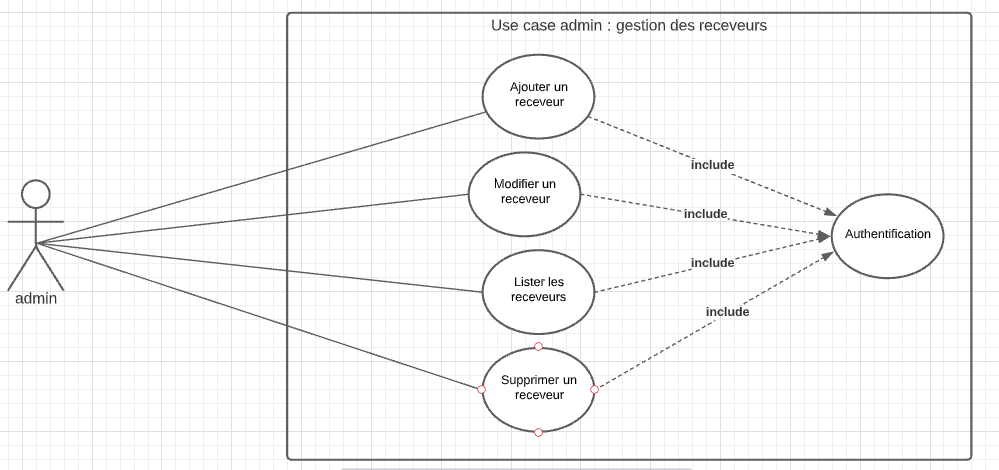 Use case admin : gestion des receveurs
Ajouter un
receveur
include
Modifier un
receveur
include
Authentification
Lister les
receveurs
include
admin
include
Supprimer un
receveur